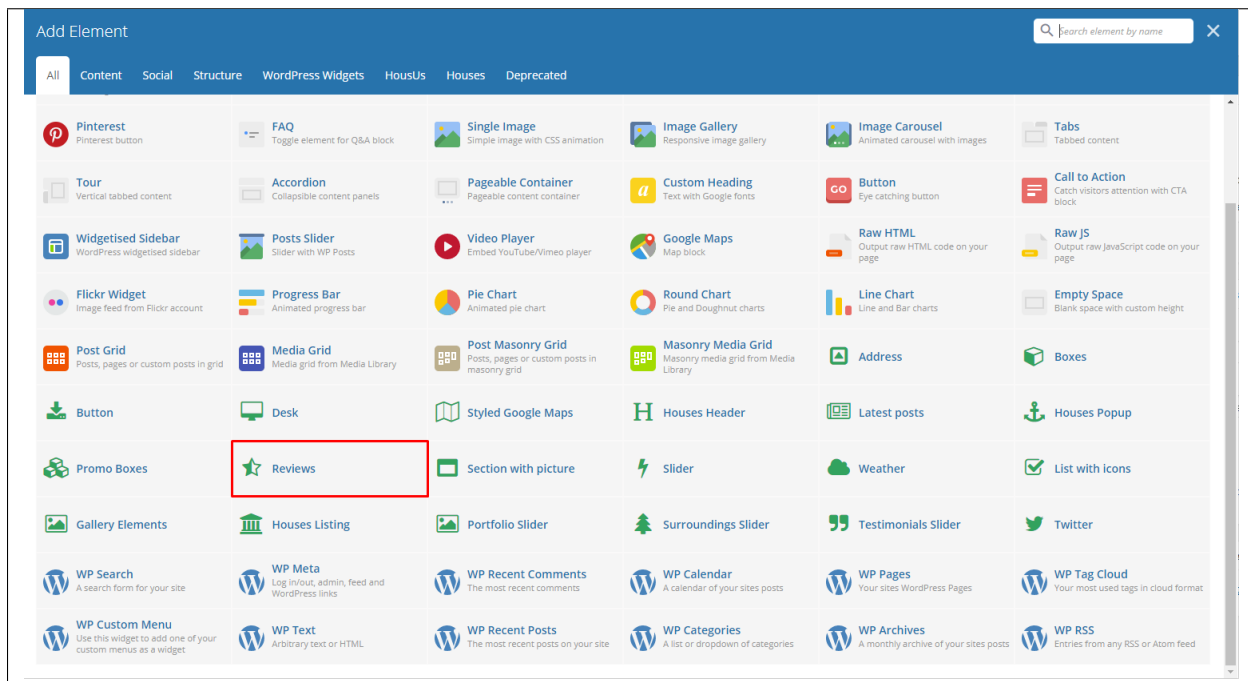 Add Element
Search element by name
All Content Social Structure WordPress Widgets HousUs Houses Deprecated
Pinterest
Pinterest button
FAQ
Toggle element for Q&A block
Single Image
Simple image with CSS animation
Image Gallery
Responsive image gallery
Image Carousel
Animated carousel with images
Tabs
Tabbed content
Tour
Vertical tabbed content
Accordion
Collapsible content panels
Pageable Container
Pageable content container
a
Custom Heading
Text with Google fonts
GO
Button
Eye catching button
Call to Action
Catch visitors attention with CTA
block
Widgetised Sidebar
WordPress widgetised sidebar
Posts Slider
Slider with WP Posts
Video Player
Embed YouTube/Vimeo player
Google Maps
Map block
Raw HTML
Output raw HTML code on your
page
Raw JS
Output raw JavaScript code on your
page
Flickr Widget
Image feed from Flickr account
Progress Bar
Animated progress bar
Pie Chart
Animated pie chart
Round Chart
Pie and Doughnut charts
Line Chart
Line and Bar charts
Empty Space
Blank space with custom height
Post Grid
Posts, pages or custom posts in grid
Media Grid
Media grid from Media Library
Post Masonry Grid
Posts, pages or custom posts in
masonry grid
Masonry Media Grid
Masonry media grid from Media
Library
Address
Boxes
Button
Desk
Styled Google Maps
H
Houses Header
Latest posts
Houses Popup
Promo Boxes
Reviews
Section with picture
Slider
Weather
List with icons
Gallery Elements
Houses Listing
Portfolio Slider
Surroundings Slider
Testimonials Slider
Twitter
WP Search
A search form for your site
WP Meta
Log in/out, admin, feed and
WordPress links
WP Recent Comments
The most recent comments
WP Calendar
A calendar of your sites posts
WP Pages
Your sites WordPress Pages
WP Tag Cloud
Your most used tags in cloud format
WP Custom Menu
Use this widget to add one of your
custom menus as a widget
WP Text
Arbitrary text or HTML
WP Recent Posts
The most recent posts on your site
WP Categories
A list or dropdown of categories
WP Archives
A monthly archive of your sites posts
WP RSS
Entries from any RSS or Atom feed